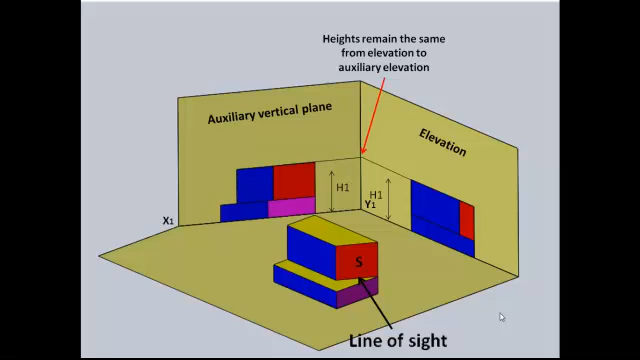 Heights remain the same
from elevation to
auxiliary elevation
Auxiliary vertical plane
Elevation
H1
H1
X1
Y1
S
Line of sight